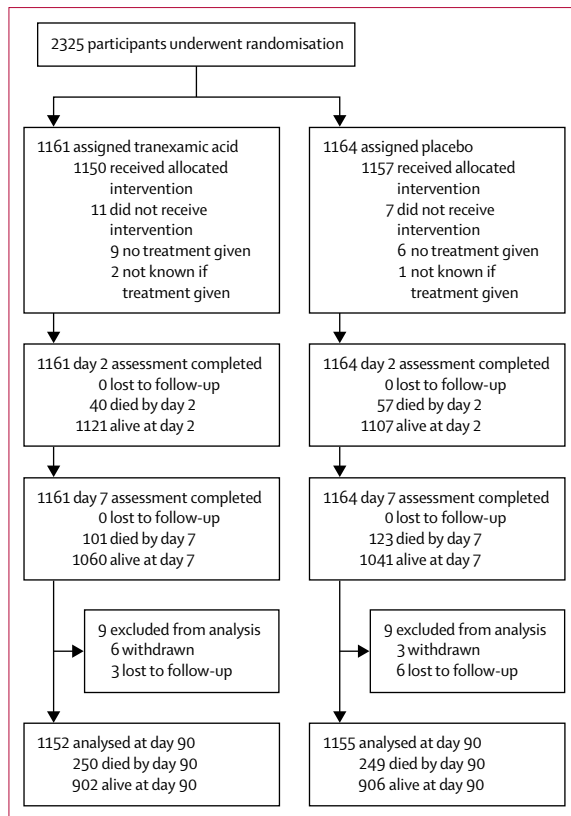 2325 participants underwent randomisation
1161 assigned tranexamic acid
1150 received allocated
intervention
11 did not receive
intervention
9 no treatment given
2 not known if
treatment given
1164 assigned placebo
1157 received allocated
intervention
7 did not receive
intervention
6 no treatment given
1 not known if
treatment given
1161 day 2 assessment completed
0 lost to follow-up
40 died by day 2
1121 alive at day 2
1164 day 2 assessment completed
0 lost to follow-up
57 died by day 2
1107 alive at day 2
1161 day 7 assessment completed
0 lost to follow-up
101 died by day 7
1060 alive at day 7
1164 day 7 assessment completed
0 lost to follow-up
123 died by day 7
1041 alive at day 7
9 excluded from analysis
6 withdrawn
3 lost to follow-up
9 excluded from analysis
3 withdrawn
6 lost to follow-up
1152 analysed at day 90
250 died by day 90
902 alive at day 90
1155 analysed at day 90
249 died by day 90
906 alive at day 90